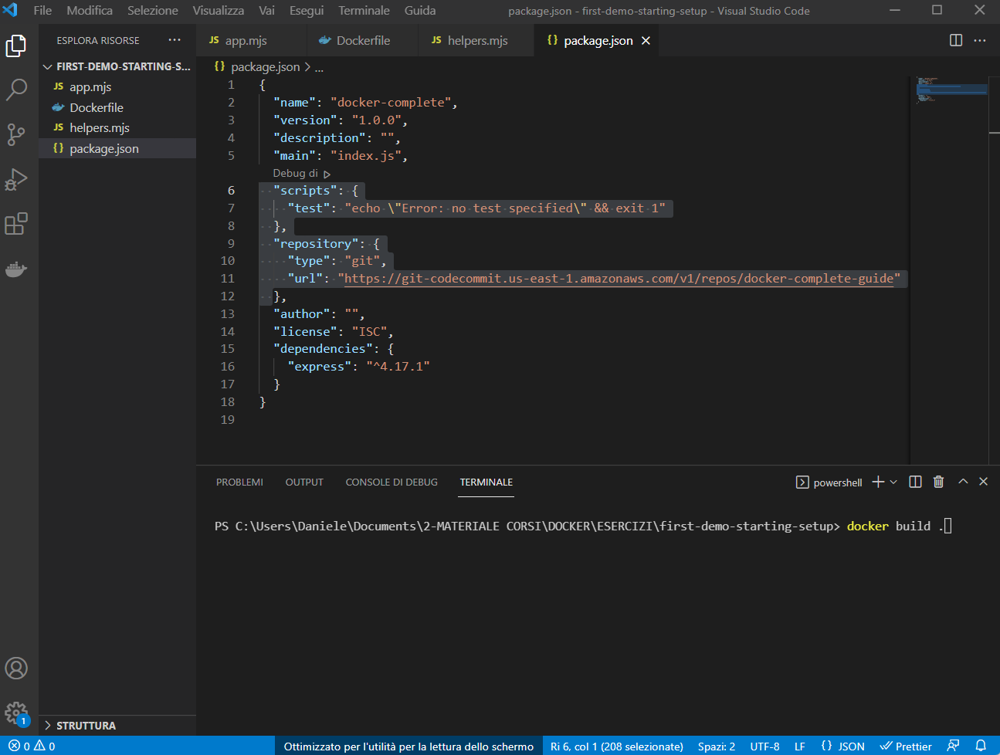 File Modifica Selezione Visualizza Vai Esegui Terminale Guida package.json - first-demo-starting-setup - Visual Studio Code
ESPLORA RISORSE ...
FIRST-DEMO-STARTING-S...
JS app.mjs
Dockerfile
JS helpers.mjs
{} package.json
STRUTTURA
JS app.mjs Dockerfile JS helpers.mjs {} package.json
{} package.json > ...
1 {
2 "name": "docker-complete",
3 "version": "1.0.0",
4 "description": "",
5 "main": "index.js",
Debug di
6 "scripts": {
7 "test": "echo \"Error: no test specified\" && exit 1"
8 },
9 "repository": {
10 "type": "git",
11 "url": "https://git-codecommit.us-east-1.amazonaws.com/v1/repos/docker-complete-guide"
12 },
13 "author": "",
14 "license": "ISC",
15 "dependencies": {
16 "express": "^4.17.1"
17 }
18 }
19
PROBLEMI OUTPUT CONSOLE DI DEBUG TERMINALE powershell
PS C:\Users\Daniele\Documents\2-MATERIALE CORSI\DOCKER\ESERCIZI\first-demo-starting-setup> docker build .
1
0 0 Ottimizzato per l'utilità per la lettura dello schermo Ri 6, col 1 (208 selezionate) Spazi: 2 UTF-8 LF {} JSON Prettier